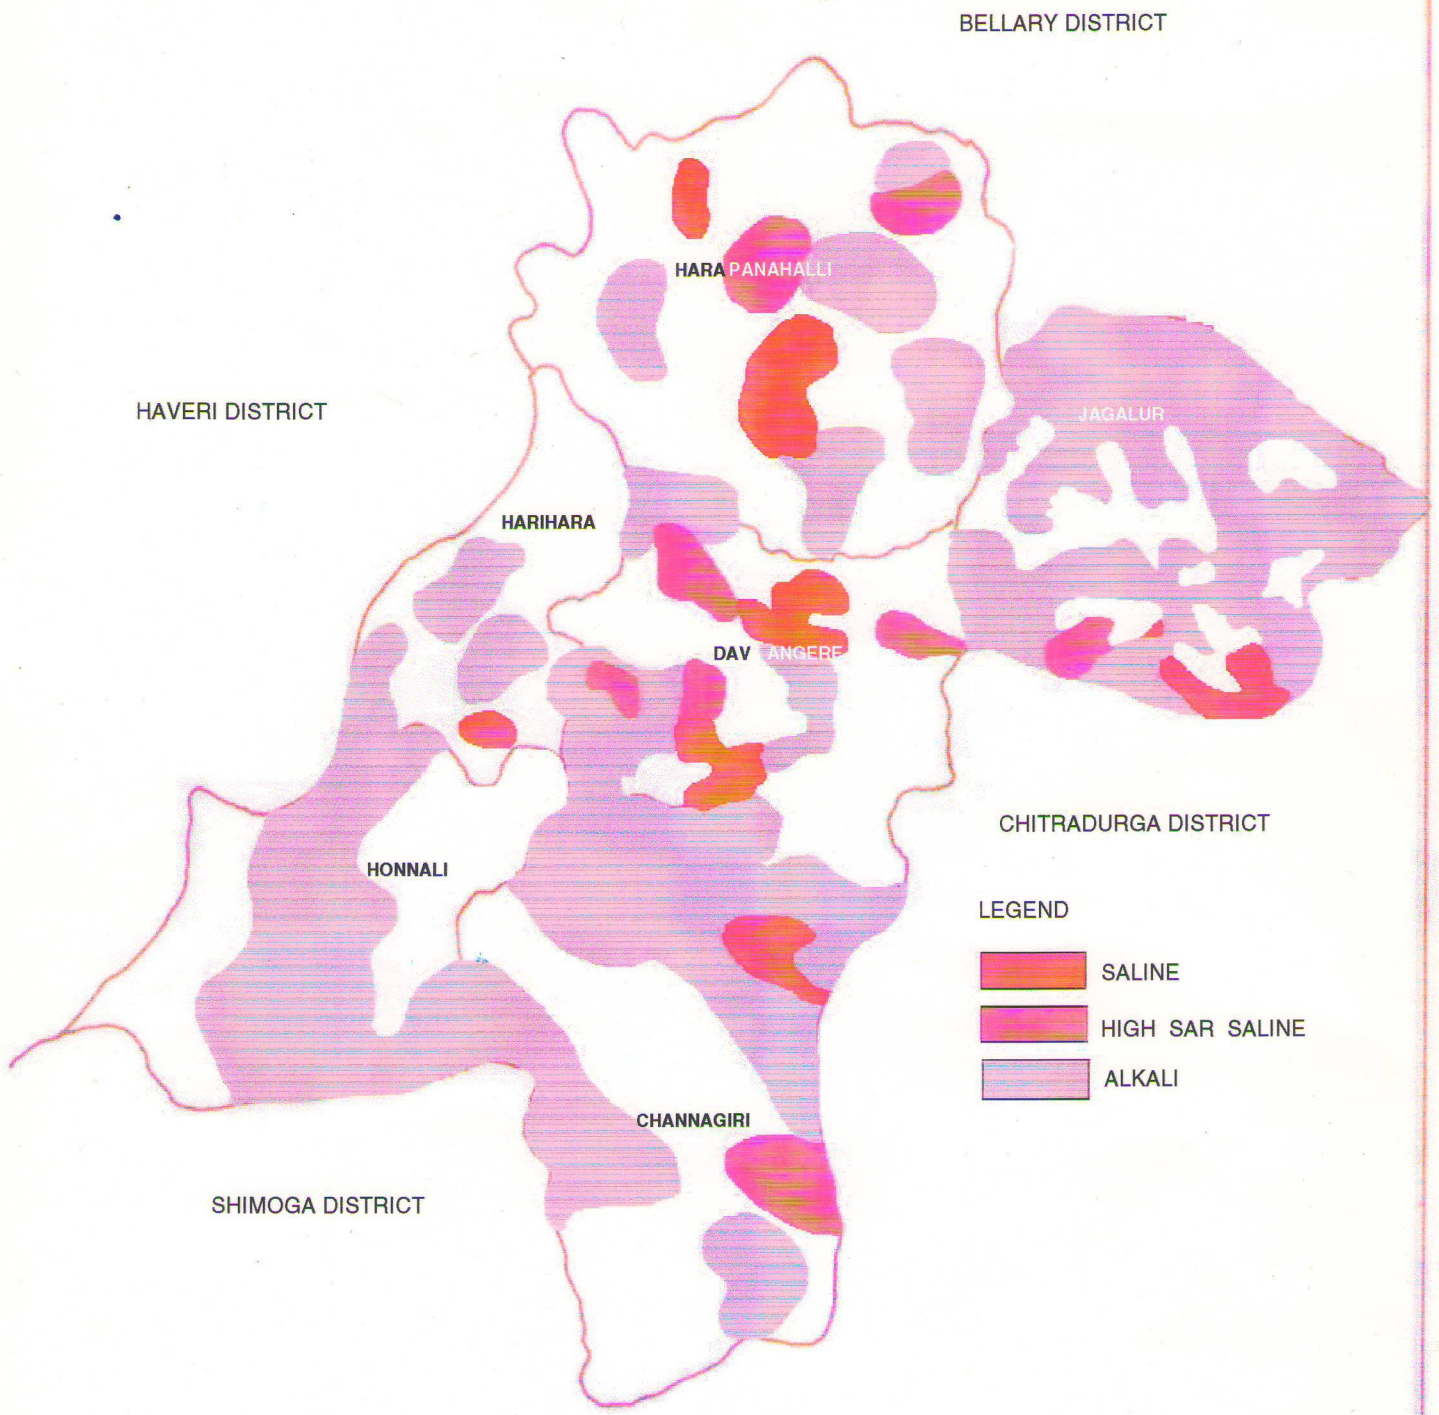 BELLARY DISTRICT
HARAPANAHALLI
HAVERI DISTRICT
JAGALUR
HARIHARA
DAVANGERE
CHITRADURGA DISTRICT
HONNALI
LEGEND
SALINE
HIGH SAR SALINE
ALKALI
CHANNAGIRI
SHIMOGA DISTRICT